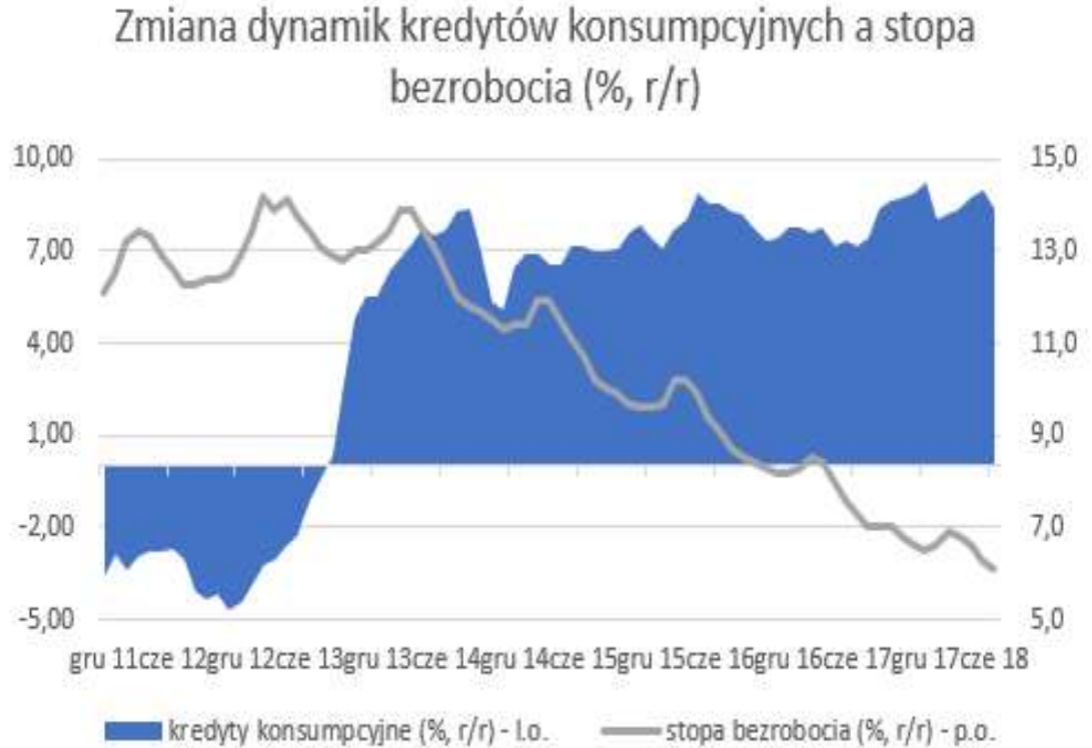 Zmiana dynamik kredytów konsumpcyjnych a stopa
bezrobocia (%, r/r)
10,00
7,00
4,00
1,00
-2,00
-5,00
15,0
13,0
11,0
9,0
7,0
5,0
gru 11cze 12gru 12cze 13gru 13cze 14gru 14cze 15gru 15cze 16gru 16cze 17gru 17cze 18
kredyty konsumpcyjne (%, r/r) - l.o.
stopa bezrobocia (%, r/r) - p.o.